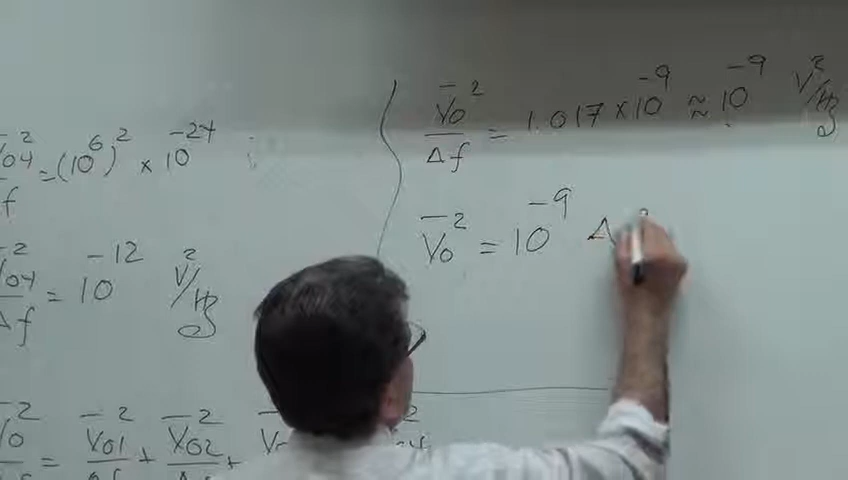 V̄o4² / Δf = (10⁶)² × 10⁻²⁴
V̄o4² / Δf = 10⁻¹² V²/Hz
V̄o² / Δf = V̄o1² / Δf + V̄o2² / Δf +
V̄o² / Δf = 1.017 × 10⁻⁹ ≈ 10⁻⁹ V²/Hz
V̄o² = 10⁻⁹ Δ